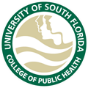 UNIVERSITY OF SOUTH FLORIDA
COLLEGE OF PUBLIC HEALTH